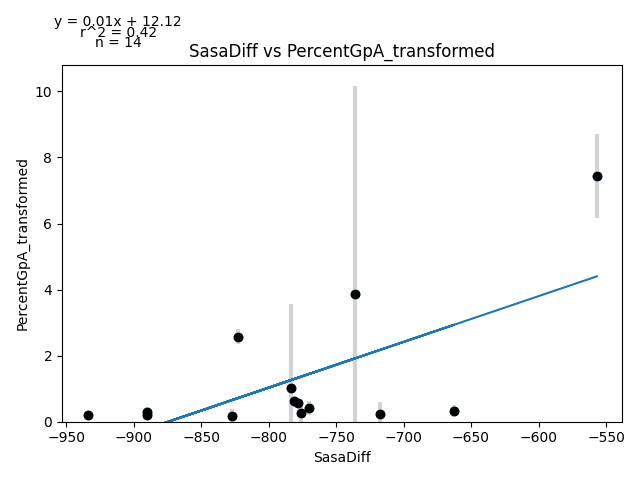 y = 0.01x + 12.12
r^2 = 0.42
n = 14
SasaDiff vs PercentGpA_transformed
PercentGpA_transformed
10
8
6
4
2
0
−950 −900 −850 −800 −750 −700 −650 −600 −550
SasaDiff